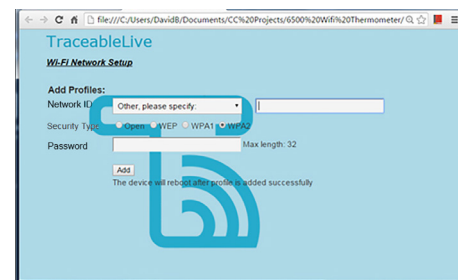 file:///C:/Users/DavidB/Documents/CC%20Projects/6500%20Wifi%20Thermometer/
TraceableLive
Wi-Fi Network Setup
Add Profiles:
Network ID Other, please specify:
Security Type Open WEP WPA1 WPA2
Password Max length: 32
Add
The device will reboot after profile is added successfully